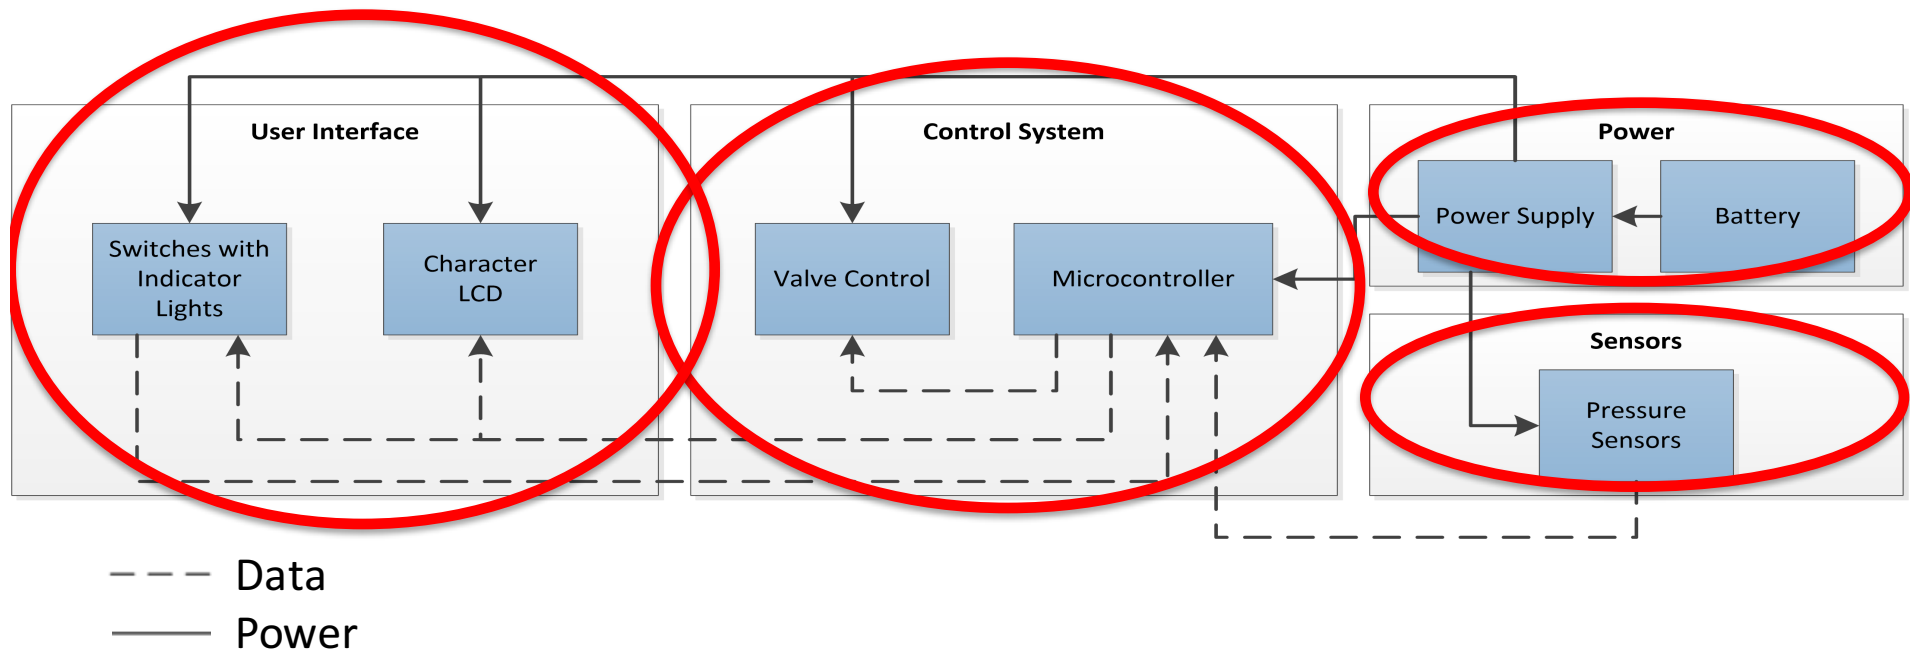 User Interface
Switches with
Indicator
Lights
Character
LCD
Control System
Valve Control
Microcontroller
Power
Power Supply
Battery
Sensors
Pressure
Sensors
Data
Power